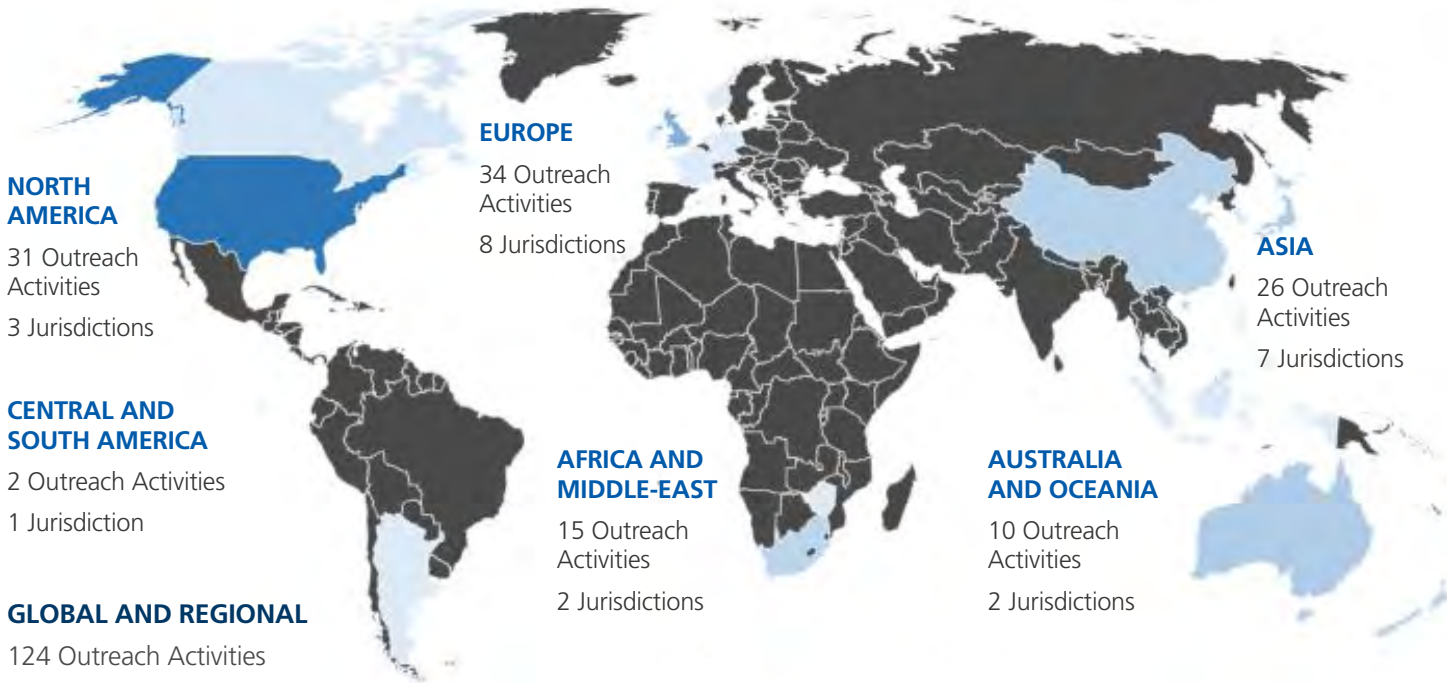 NORTH
AMERICA
31 Outreach
Activities
3 Jurisdictions
EUROPE
34 Outreach
Activities
8 Jurisdictions
ASIA
26 Outreach
Activities
7 Jurisdictions
CENTRAL AND
SOUTH AMERICA
2 Outreach Activities
1 Jurisdiction
AFRICA AND
MIDDLE-EAST
15 Outreach
Activities
2 Jurisdictions
AUSTRALIA
AND OCEANIA
10 Outreach
Activities
2 Jurisdictions
GLOBAL AND REGIONAL
124 Outreach Activities